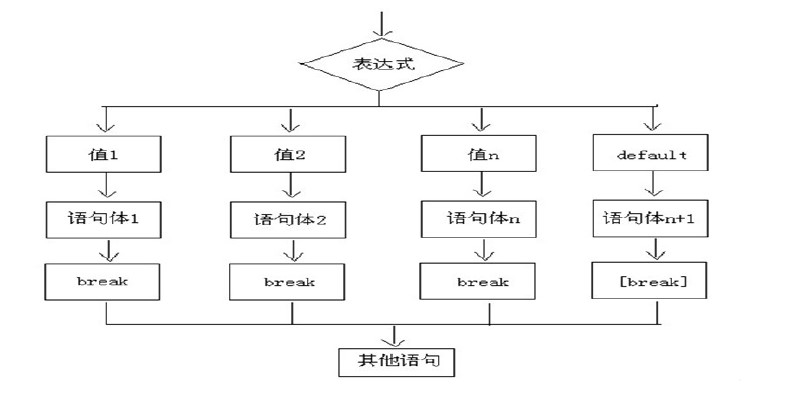 表达式
值1 值2 值n default
语句体1 语句体2 语句体n 语句体n+1
break break break [break]
其他语句